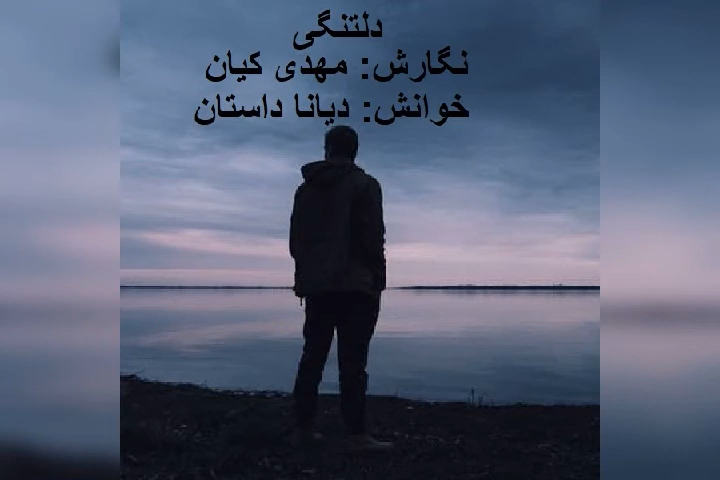 دلتنگی
نگارش: مهدی کیان
خوانش: دیانا داستان